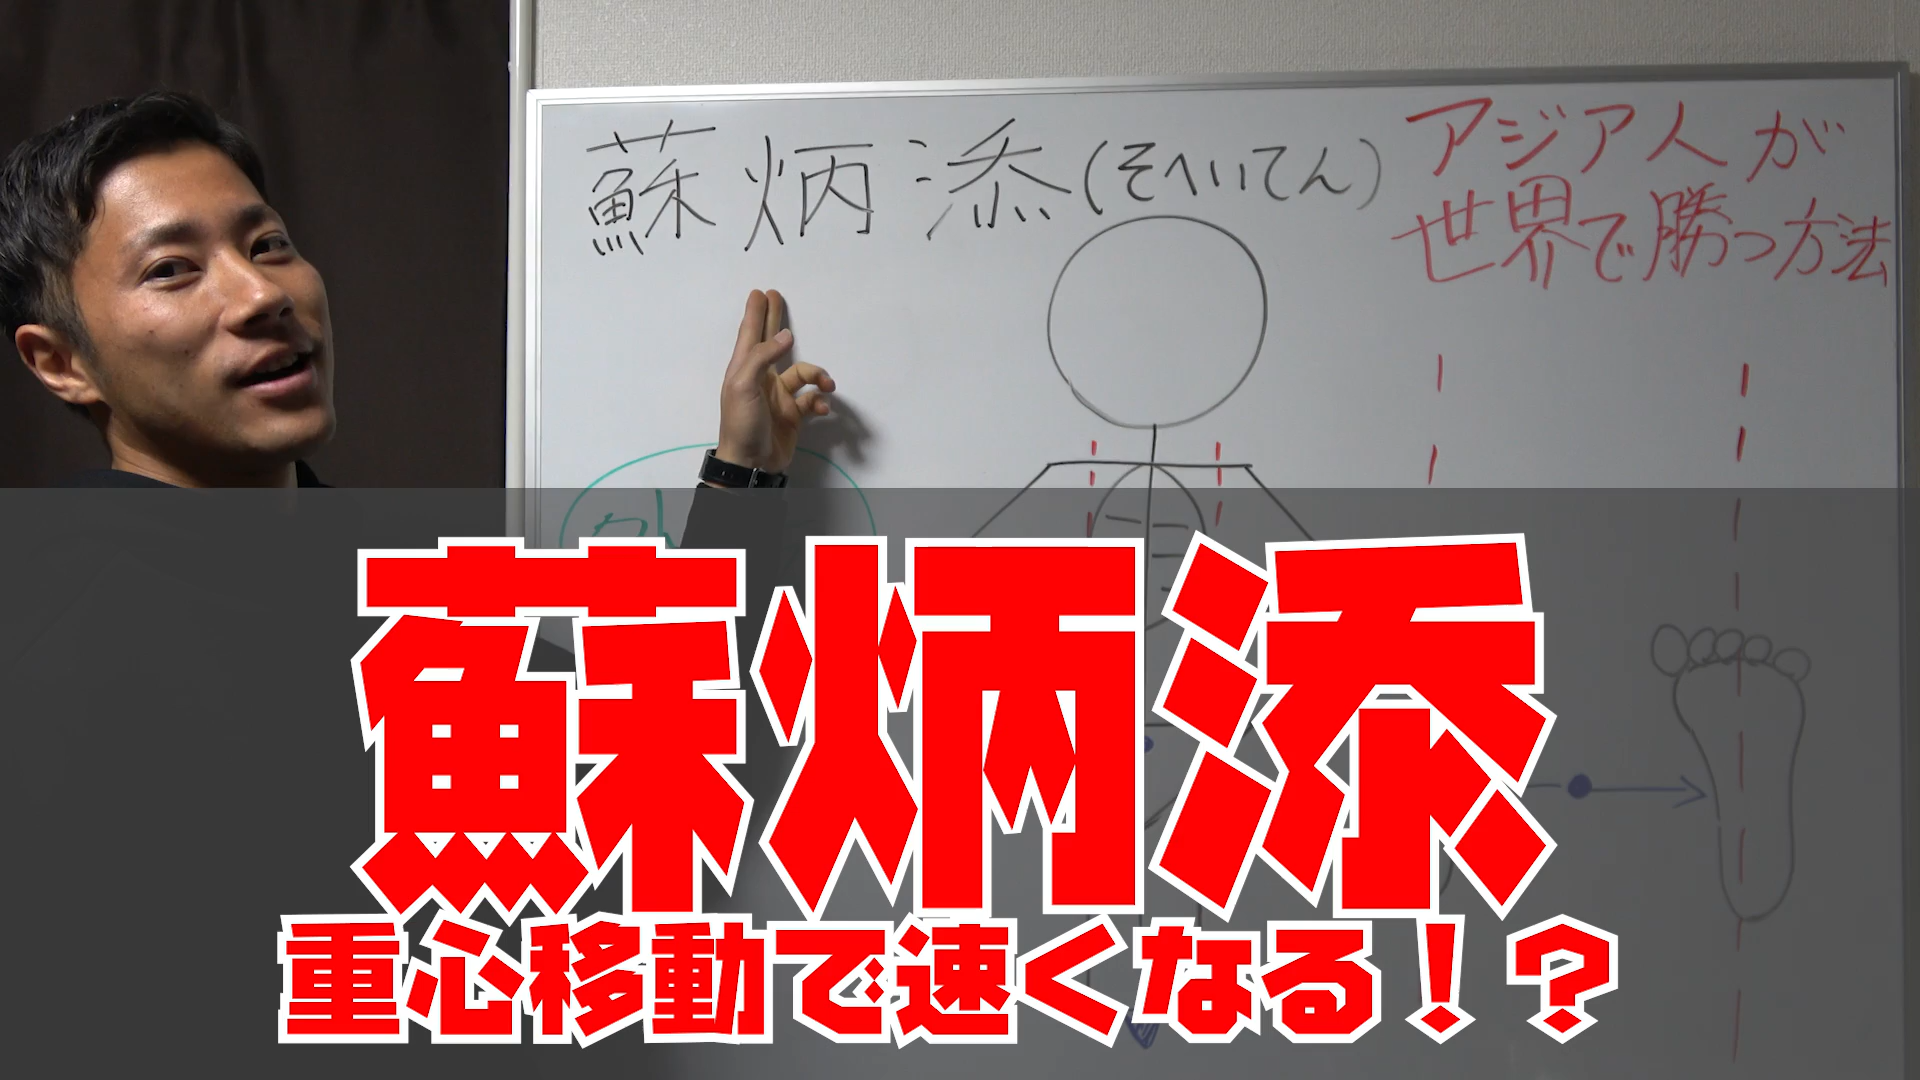 蘇炳添(そへいてん)
アジア人が
世界で勝つ方法
蘇炳添
重心移動で速くなる!?